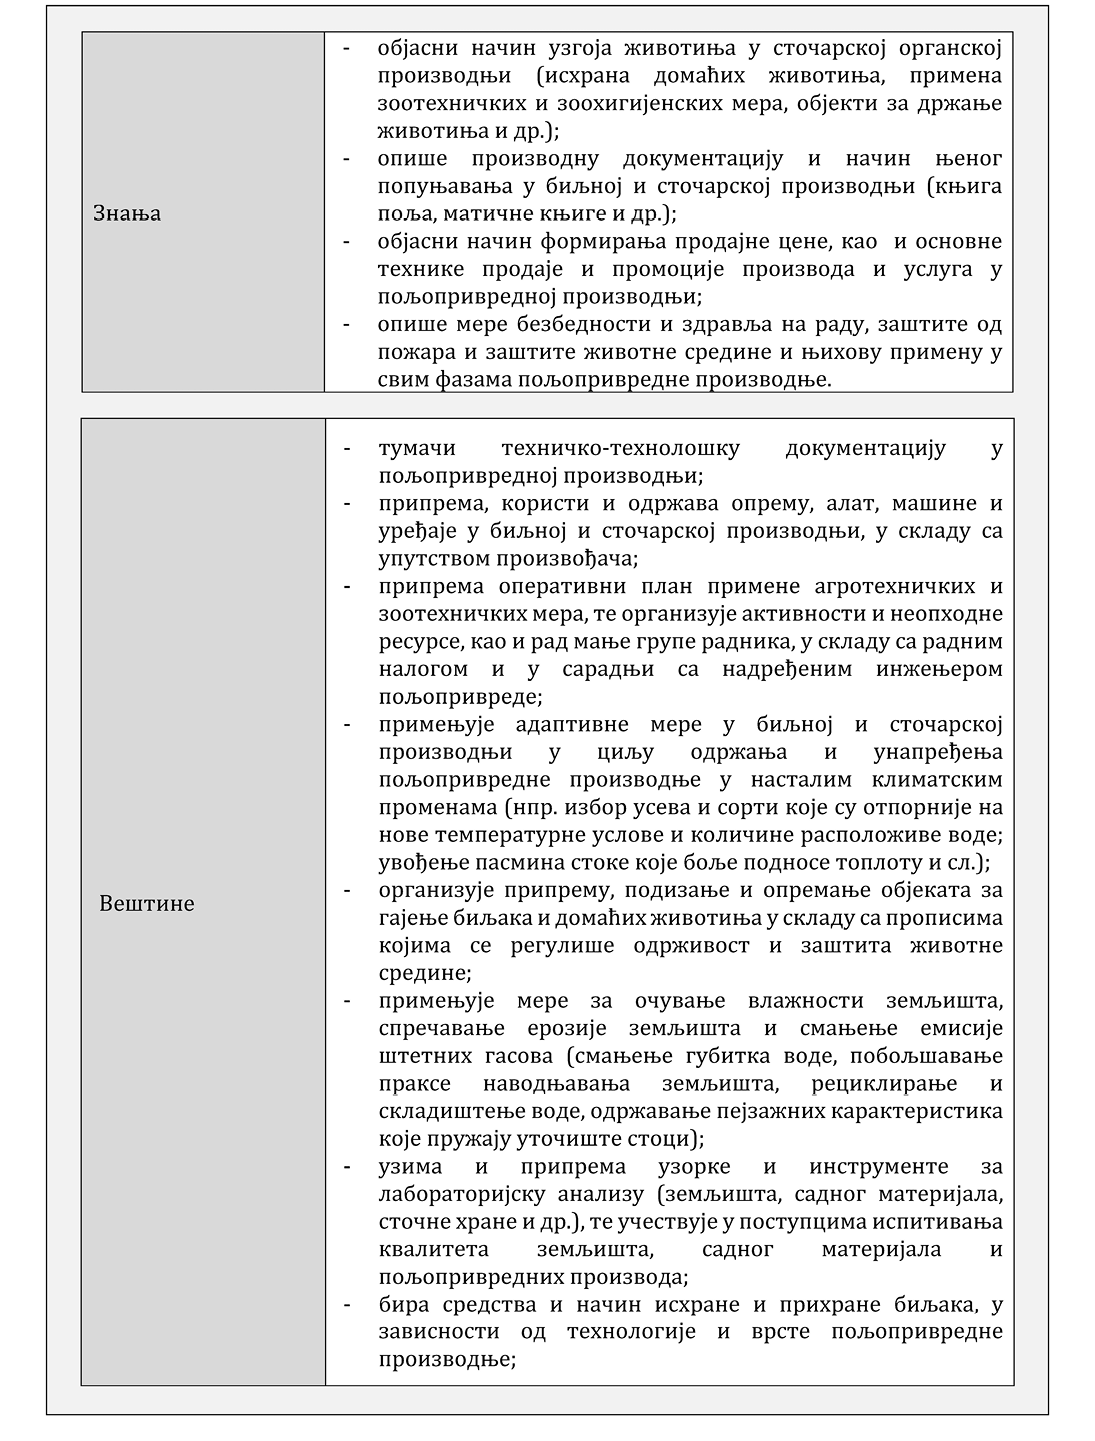 Знања
- објасни начин узгоја животиња у сточарској органској
производњи (исхрана домаћих животиња, примена
зоотехничких и зоохигијенских мера, објекти за држање
животиња и др.);
- опише производну документацију и начин њеног
попуњавања у биљној и сточарској производњи (књига
поља, матичне књиге и др.);
- објасни начин формирања продајне цене, као и основне
технике продаје и промоције производа и услуга у
пољопривредној производњи;
- опише мере безбедности и здравља на раду, заштите од
пожара и заштите животне средине и њихову примену у
свим фазама пољопривредне производње.
Вештине
- тумачи техничко-технолошку документацију у
пољопривредној производњи;
- припрема, користи и одржава опрему, алат, машине и
уређаје у биљној и сточарској производњи, у складу са
упутством произвођача;
- припрема оперативни план примене агротехничких и
зоотехничких мера, те организује активности и неопходне
ресурсе, као и рад мање групе радника, у складу са радним
налогом и у сарадњи са надређеним инжењером
пољопривреде;
- примењује адаптивне мере у биљној и сточарској
производњи у циљу одржања и унапређења
пољопривредне производње у насталим климатским
променама (нпр. избор усева и сорти које су отпорније на
нове температурне услове и количине расположиве воде;
увођење пасмина стоке које боље подносе топлоту и сл.);
- организује припрему, подизање и опремање објеката за
гајење биљака и домаћих животиња у складу са прописима
којима се регулише одрживост и заштита животне
средине;
- примењује мере за очување влажности земљишта,
спречавање ерозије земљишта и смањење емисије
штетних гасова (смањење губитка воде, побољшавање
праксе наводњавања земљишта, рециклирање и
складиштење воде, одржавање пејзажних карактеристика
које пружају уточиште стоци);
- узима и припрема узорке и инструменте за
лабораторијску анализу (земљишта, садног материјала,
сточне хране и др.), те учествује у поступцима испитивања
квалитета земљишта, садног материјала и
пољопривредних производа;
- бира средства и начин исхране и прихране биљака, у
зависности од технологије и врсте пољопривредне
производње;